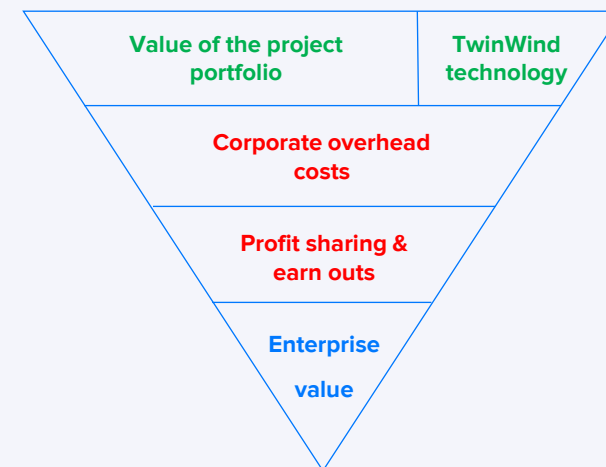 Value of the project
portfolio
TwinWind
technology
Corporate overhead
costs
Profit sharing &
earn outs
Enterprise
value